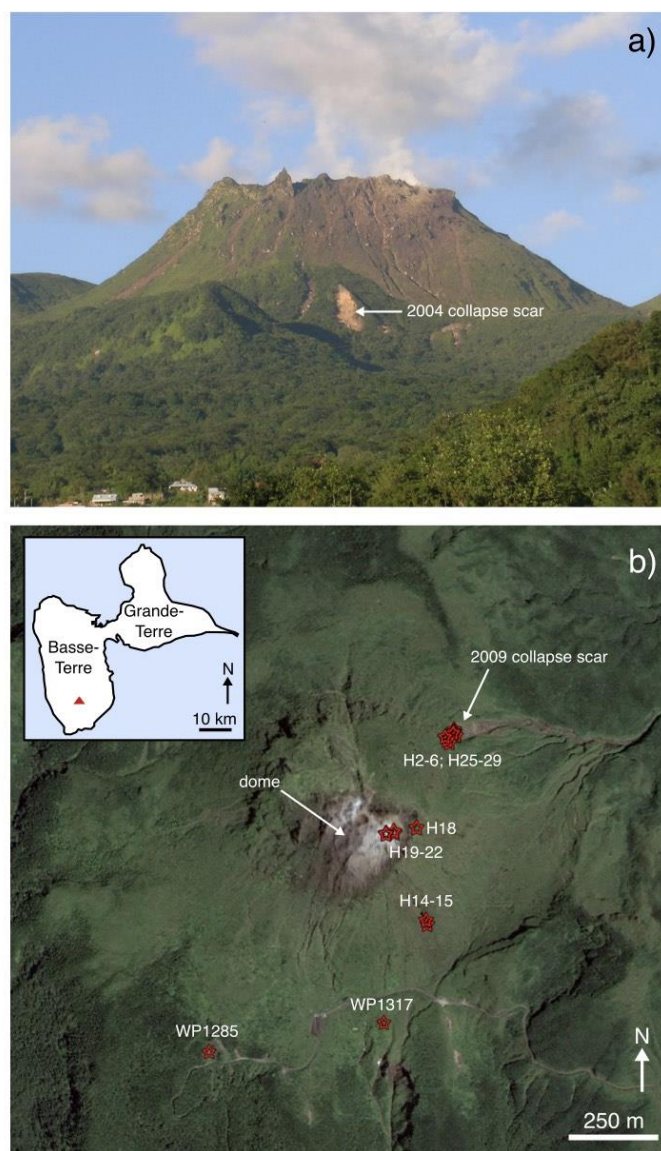 a)
2004 collapse scar
b)
Grande-
Terre
Basse-
Terre
N
10 km
2009 collapse scar
H2-6; H25-29
dome
H18
H19-22
H14-15
WP1317
WP1285
N
250 m